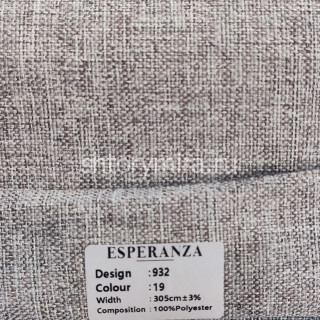 ESPERANZA
Design :932
Colour :19
Width : 305cm±3%
Composition : 100%Polyester